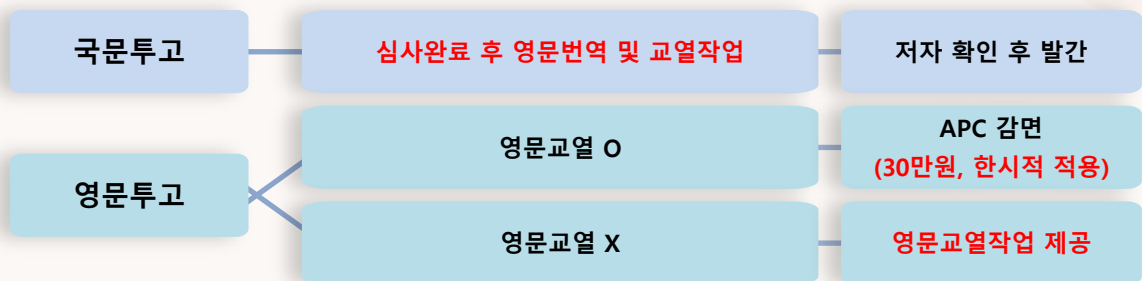 국문투고
심사완료 후 영문번역 및 교열작업
저자 확인 후 발간
영문투고
영문교열 O
APC 감면
(30만원, 한시적 적용)
영문교열 X
영문교열작업 제공